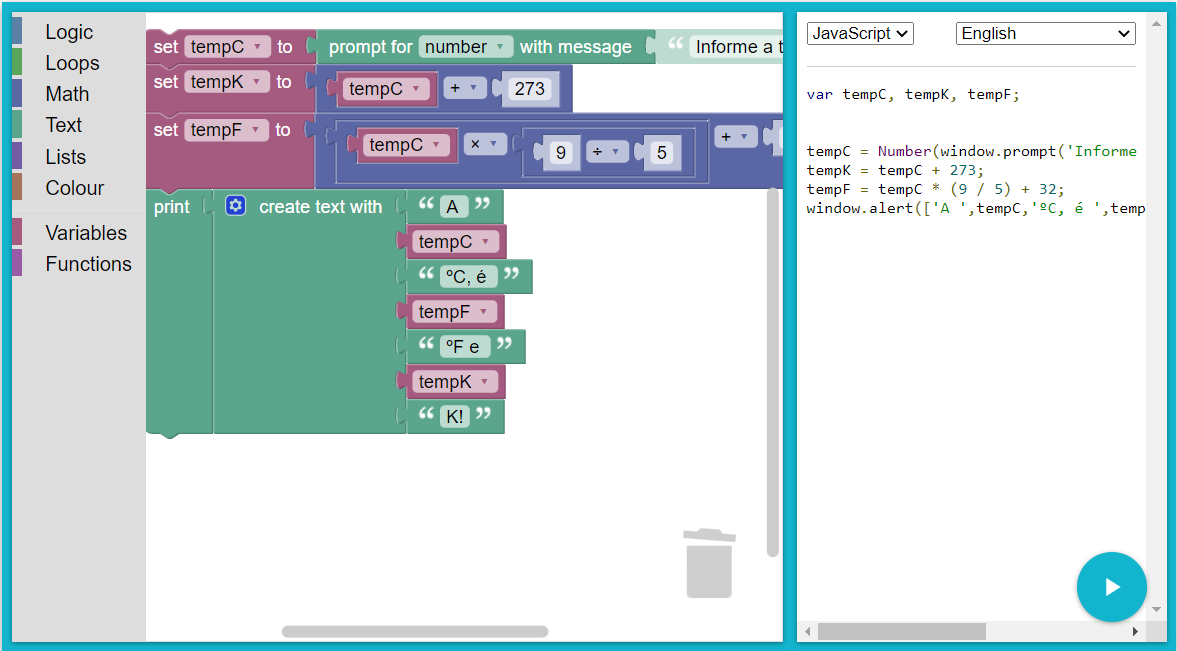 Logic
Loops
Math
Text
Lists
Colour
Variables
Functions
set tempC to prompt for number with message “ Informe a t
set tempK to tempC + 273
set tempF to tempC × 9 ÷ 5 +
print create text with “ A ”
tempC
“ ºC, é ”
tempF
“ ºF e ”
tempK
“ K! ”
JavaScript English
var tempC, tempK, tempF;
tempC = Number(window.prompt('Informe
tempK = tempC + 273;
tempF = tempC * (9 / 5) + 32;
window.alert(['A ',tempC,'ºC, é ',temp